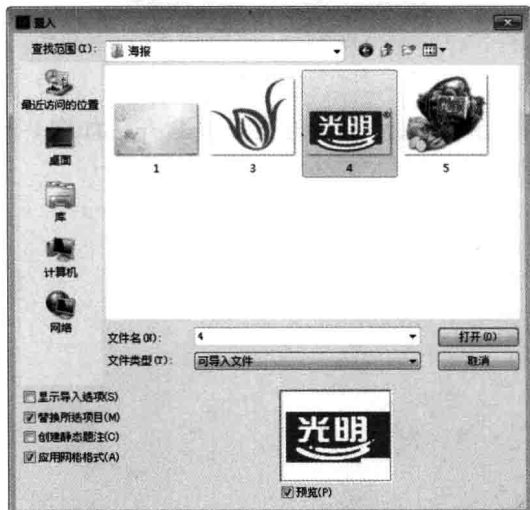 置入
查找范围(I): 海报
最近访问的位置
桌面
库
计算机
网络
光明®
1 3 4 5
文件名(N): 4 打开(O)
文件类型(T): 可导入文件 取消
显示导入选项(S)
替换所选项目(M)
创建静态题注(C)
应用网格格式(A)
光明
预览(P)